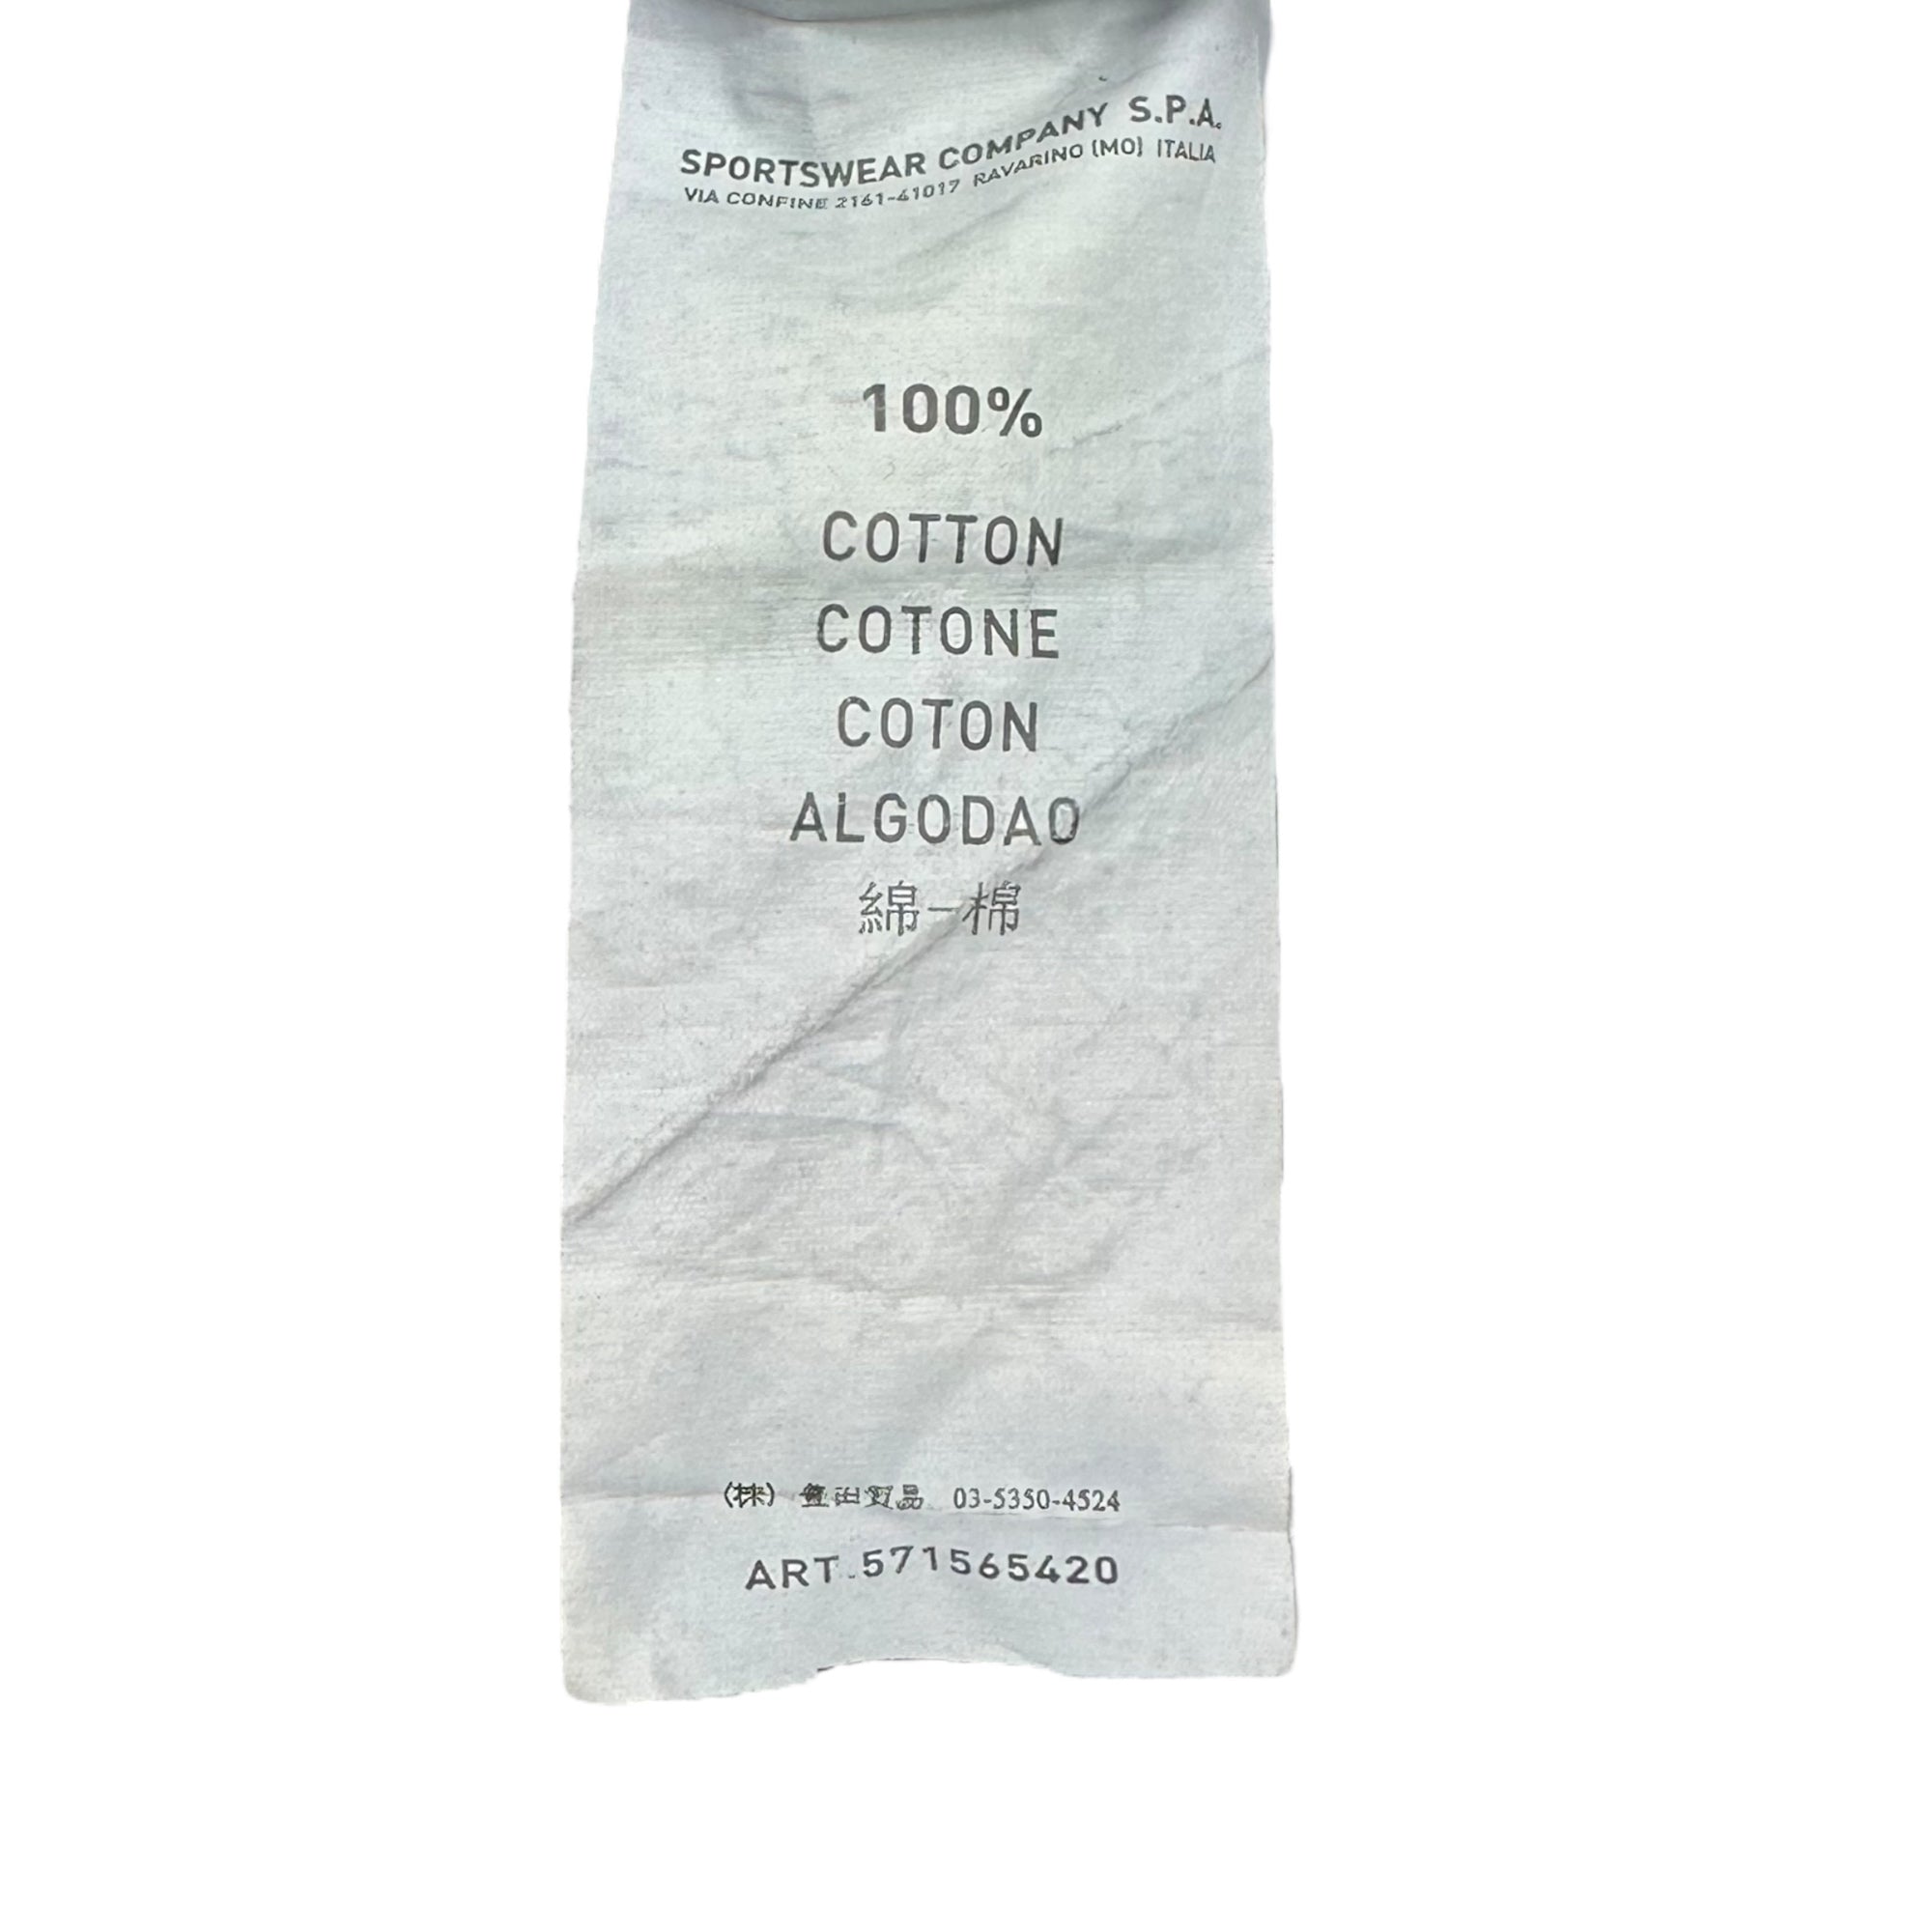 SPORTSWEAR COMPANY S.P.A.
VIA CONFINE 2161-41017 RAVARINO (MO) ITALIA
100%
COTTON
COTONE
COTON
ALGODAO
綿–棉
(株) 03-5350-4524
ART.571565420